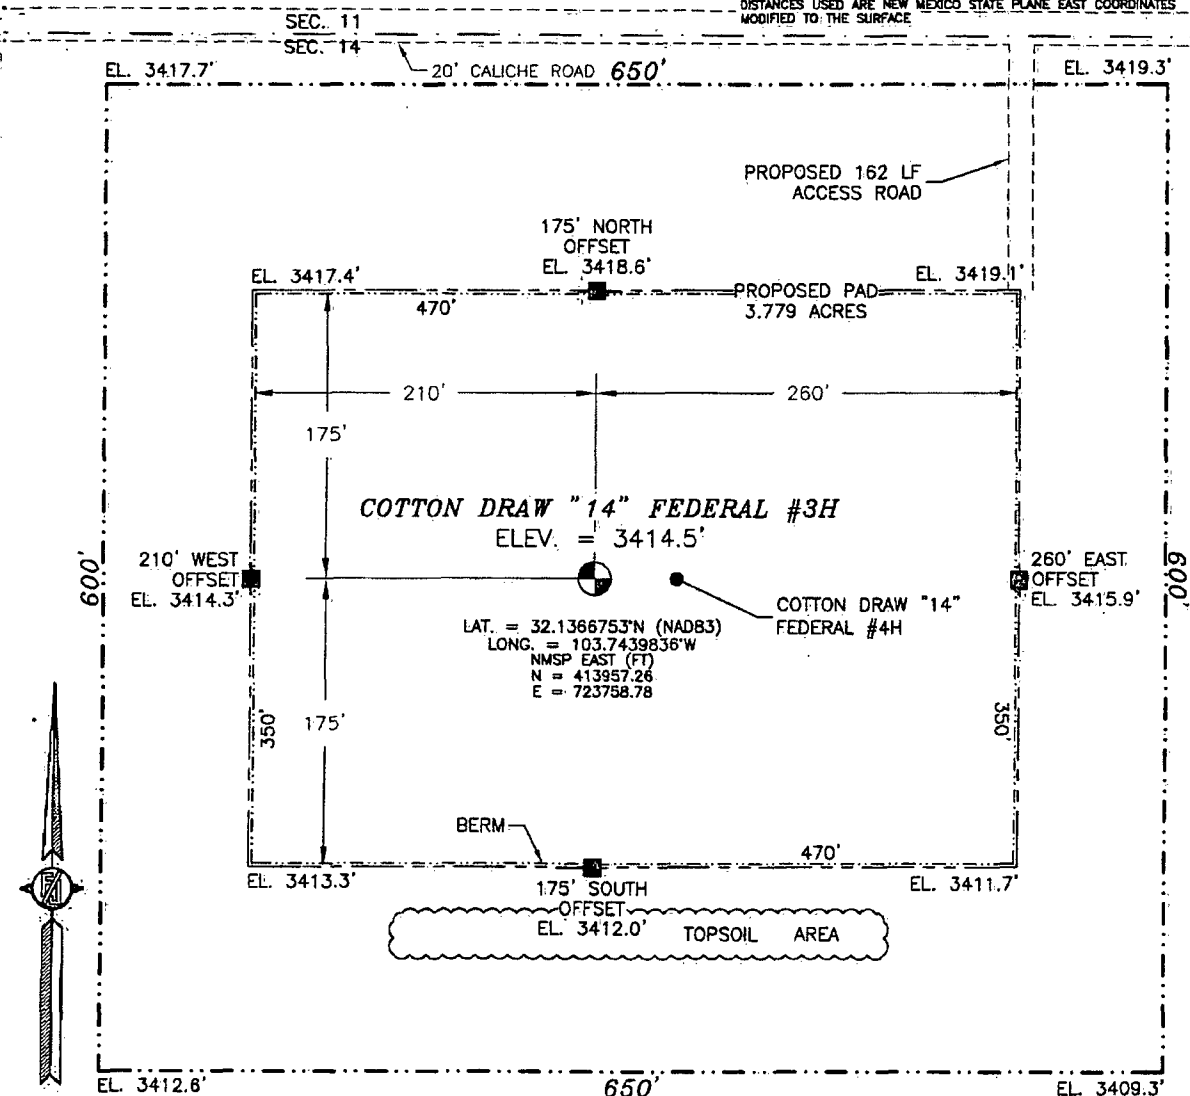 DISTANCES USED ARE NEW MEXICO STATE PLANE EAST COORDINATES
MODIFIED TO THE SURFACE
SEC. 11
SEC. 14
EL. 3417.7'
20' CALICHE ROAD
650'
EL. 3419.3'
PROPOSED 162 LF
ACCESS ROAD
175' NORTH
OFFSET
EL. 3418.6'
EL. 3417.4'
EL. 3419.1'
470'
PROPOSED PAD
3.779 ACRES
210'
260'
175'
COTTON DRAW "14" FEDERAL #3H
ELEV. = 3414.5'
600'
210' WEST
OFFSET
EL. 3414.3'
260' EAST
OFFSET
EL. 3415.9'
600'
COTTON DRAW "14"
FEDERAL #4H
LAT. = 32.1366753°N (NAD83)
LONG. = 103.7439836°W
NMSP EAST (FT)
N = 413957.26
E = 723758.78
350'
175'
350'
BERM
470'
EL. 3413.3'
175' SOUTH
OFFSET
EL. 3412.0'
EL. 3411.7'
TOPSOIL AREA
EL. 3412.6'
650'
EL. 3409.3'